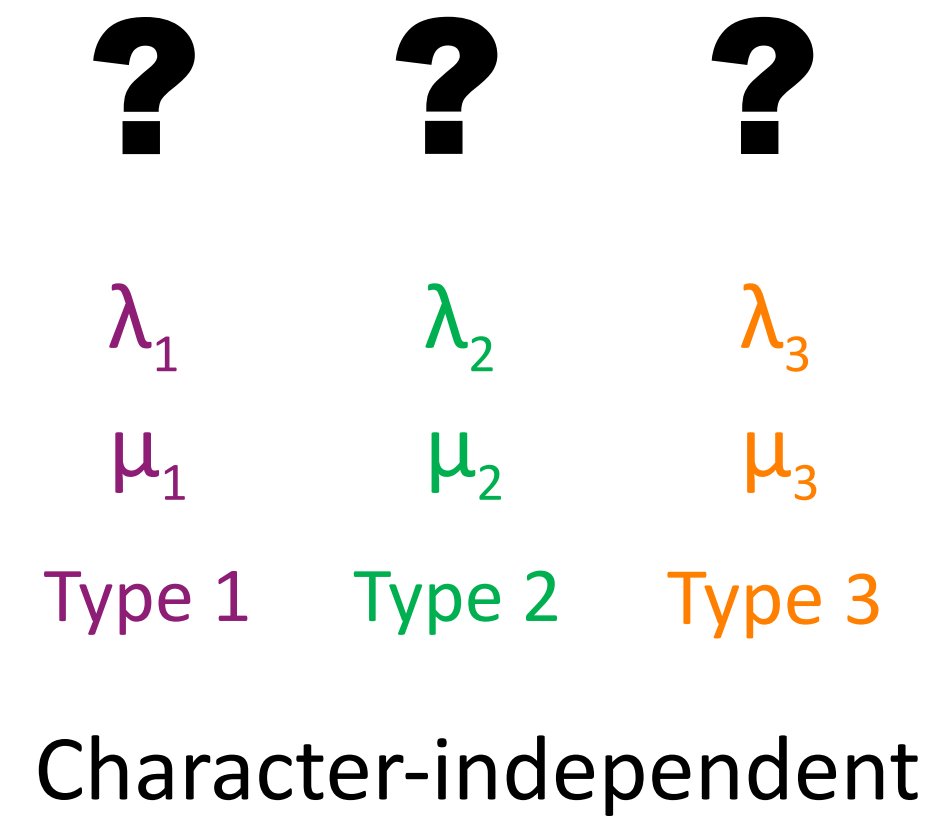 ? ? ?
λ₁ λ₂ λ₃
μ₁ μ₂ μ₃
Type 1 Type 2 Type 3
Character-independent